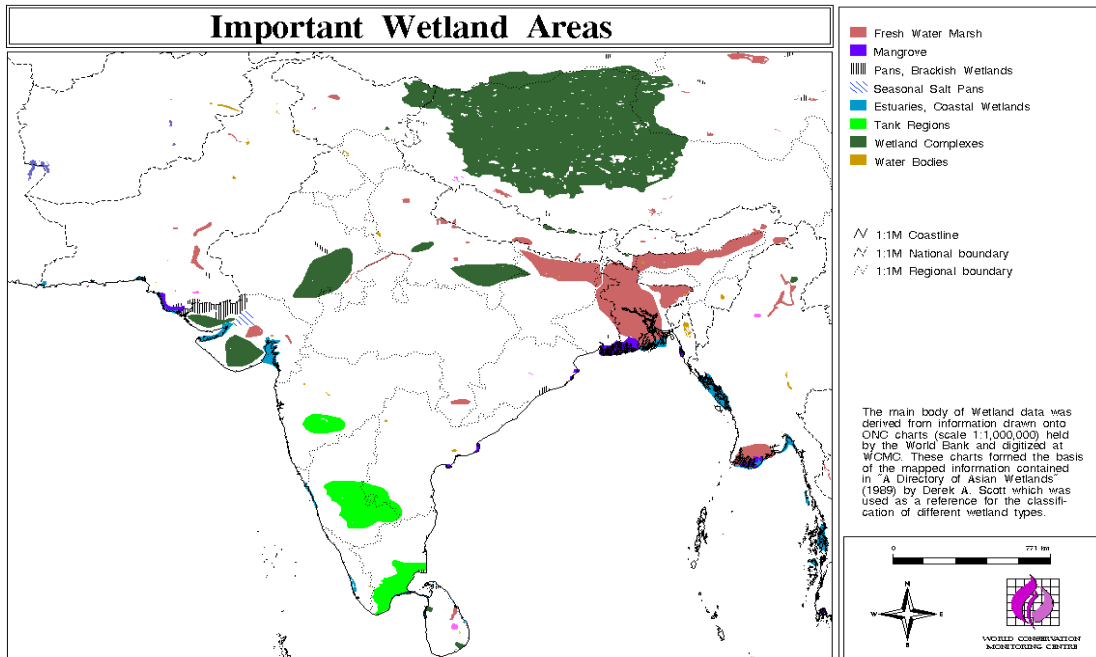 Important Wetland Areas
Fresh Water Marsh
Mangrove
Pans, Brackish Wetlands
Seasonal Salt Pans
Estuaries, Coastal Wetlands
Tank Regions
Wetland Complexes
Water Bodies
1:1M Coastline
1:1M National boundary
1:1M Regional boundary
The main body of Wetland data was
derived from information drawn onto
ONC charts (scale 1:1,000,000) held
by the World Bank and digitized at
WCMC. These charts formed the basis
of the mapped information contained
in "A Directory of Asian Wetlands"
(1989) by Derek A. Scott which was
used as a reference for the classifi-
cation of different wetland types.
0 771 km
N
W E
S
WORLD CONSERVATION
MONITORING CENTRE